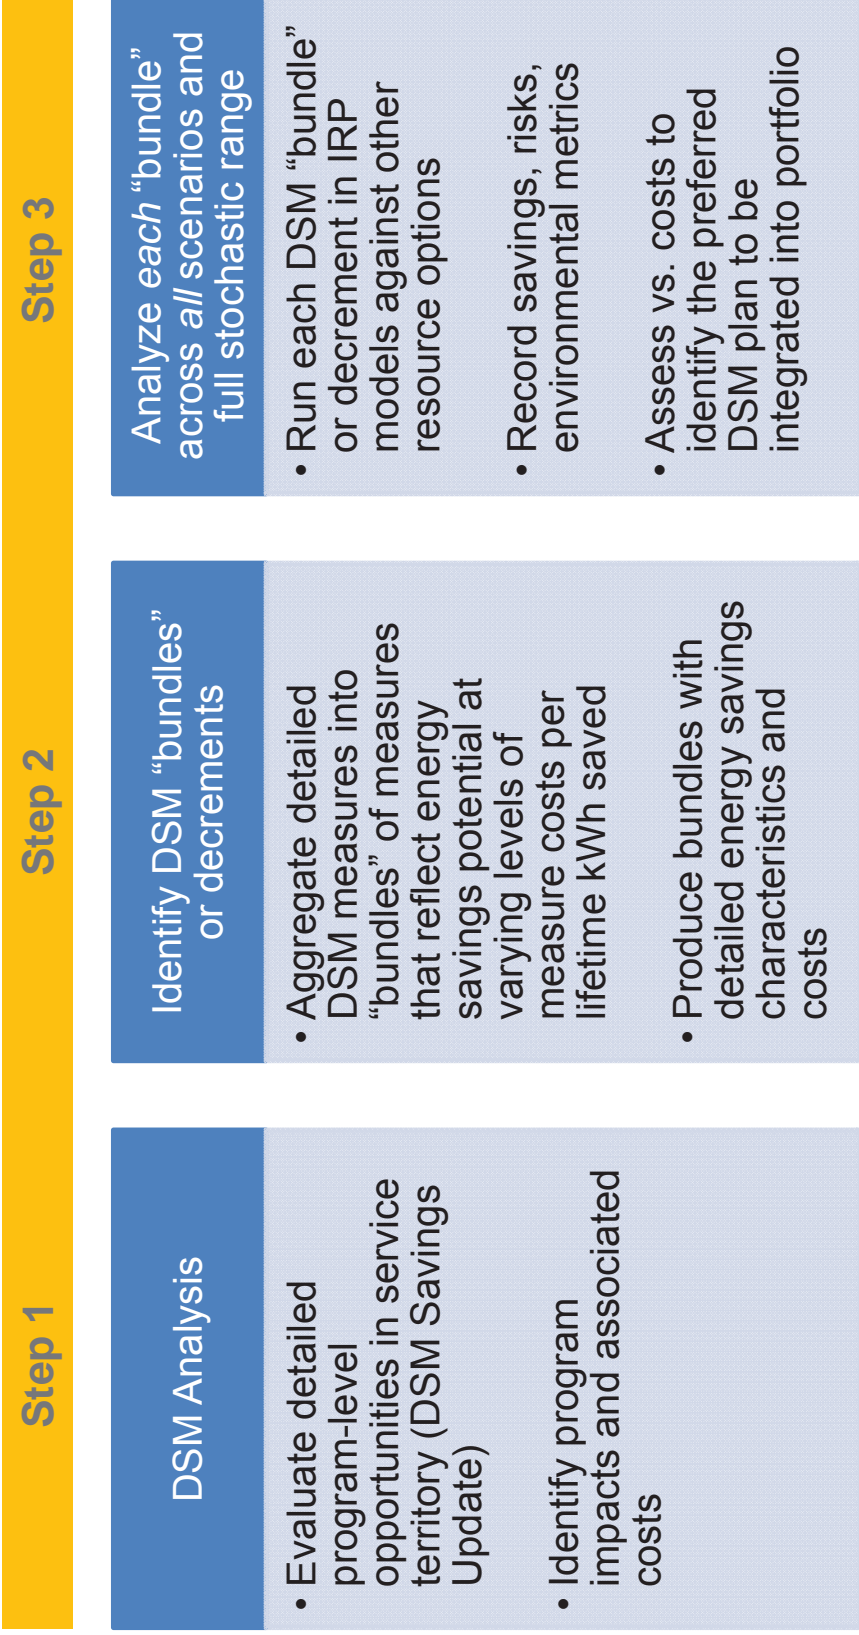 Step 1
Step 2
Step 3
DSM Analysis
• Evaluate detailed
program-level
opportunities in service
territory (DSM Savings
Update)
• Identify program
impacts and associated
costs
Identify DSM “bundles”
or decrements
• Aggregate detailed
DSM measures into
“bundles” of measures
that reflect energy
savings potential at
varying levels of
measure costs per
lifetime kWh saved
• Produce bundles with
detailed energy savings
characteristics and
costs
Analyze each “bundle”
across all scenarios and
full stochastic range
• Run each DSM “bundle”
or decrement in IRP
models against other
resource options
• Record savings, risks,
environmental metrics
• Assess vs. costs to
identify the preferred
DSM plan to be
integrated into portfolio